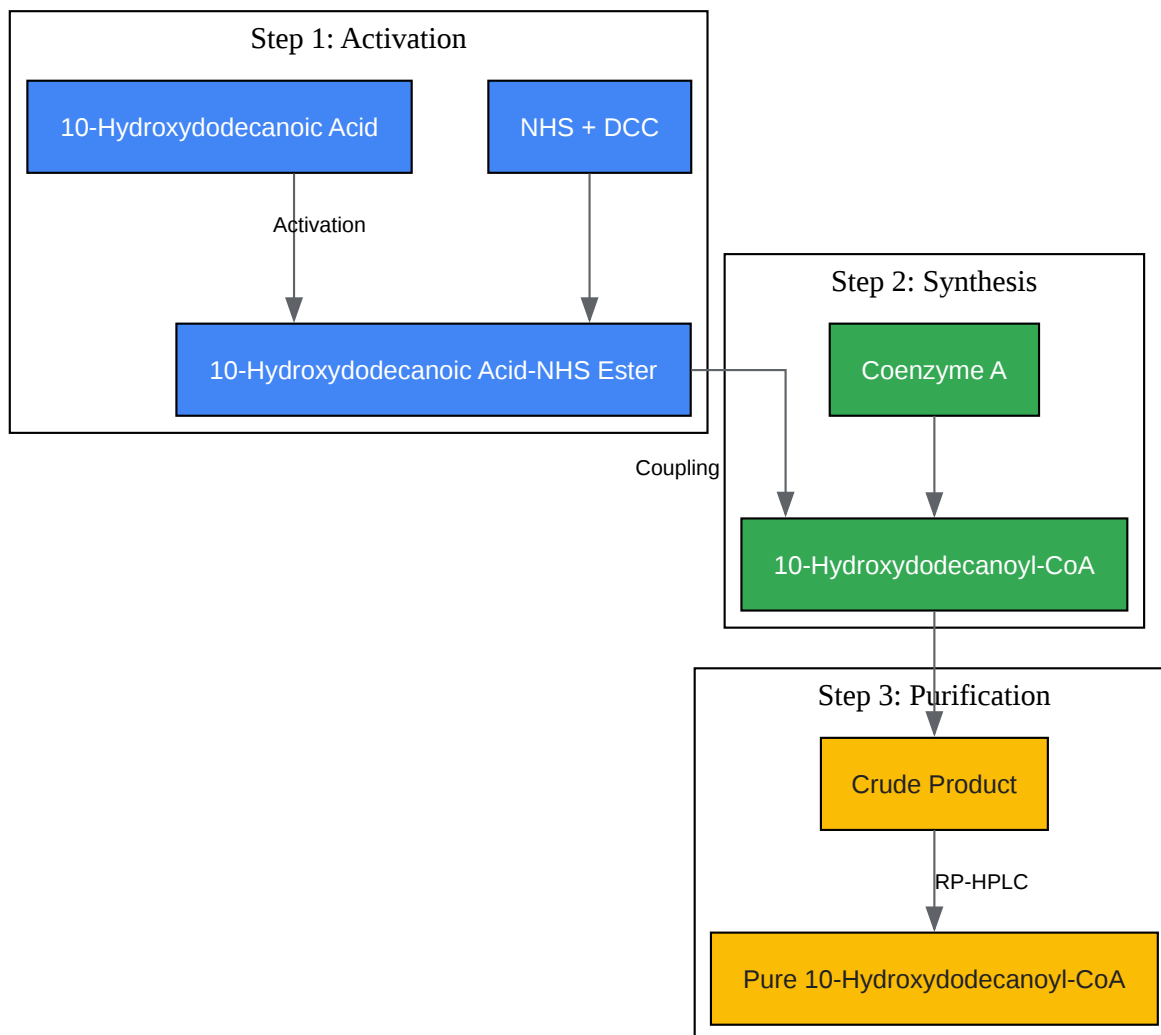 Step 1: Activation
10-Hydroxydodecanoic Acid
NHS + DCC
Activation
10-Hydroxydodecanoic Acid-NHS Ester
Step 2: Synthesis
Coenzyme A
Coupling
10-Hydroxydodecanoyl-CoA
Step 3: Purification
Crude Product
RP-HPLC
Pure 10-Hydroxydodecanoyl-CoA